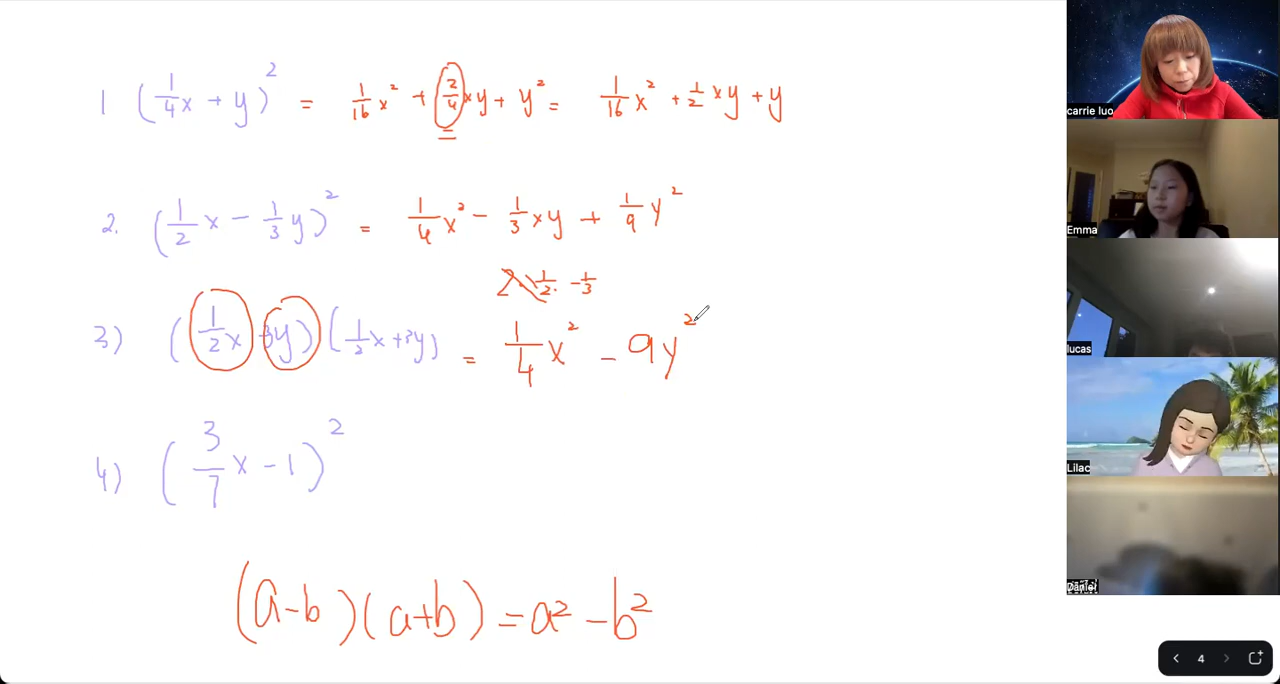 1 (1/4x + y)² = 1/16x² + 2/4xy + y² = 1/16x² + 1/2xy + y
2. (1/2x - 1/3y)² = 1/4x² - 1/3xy + 1/9y²
2 1/2. -1/3
3) (1/2x -3y) (1/2x +3y) = 1/4x² - 9y²
4) (3/7x - 1)²
(a-b)(a+b) = a² - b²
carrie luo
Emma
lucas
Lilac
Daniel
4